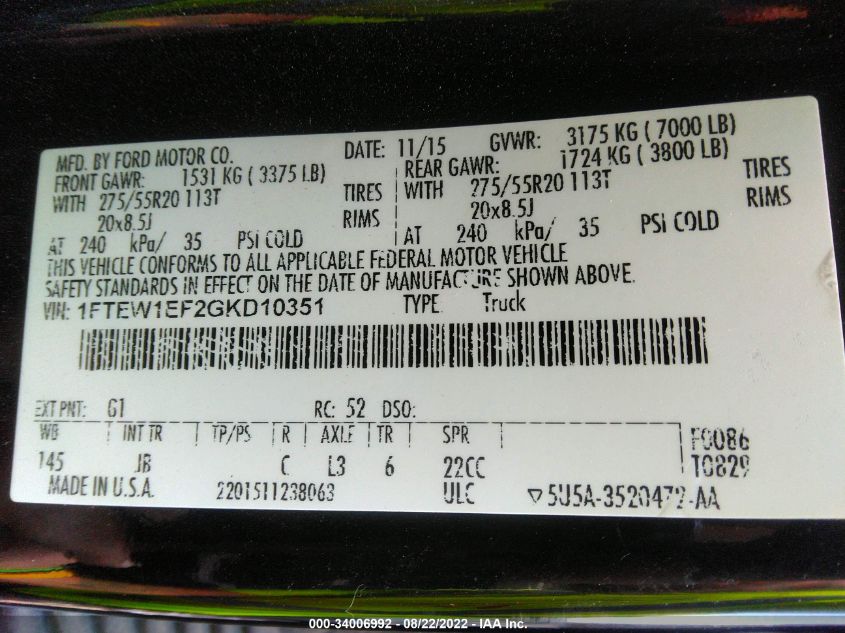 MFD. BY FORD MOTOR CO. DATE: 11/15 GVWR: 3175 KG ( 7000 LB)
FRONT GAWR: 1531 KG ( 3375 LB) REAR GAWR: 1724 KG ( 3800 LB)
WITH 275/55R20 113T TIRES WITH 275/55R20 113T TIRES
20x8.5J RIMS 20x8.5J RIMS
AT 240 kPa/ 35 PSI COLD AT 240 kPa/ 35 PSI COLD
THIS VEHICLE CONFORMS TO ALL APPLICABLE FEDERAL MOTOR VEHICLE
SAFETY STANDARDS IN EFFECT ON THE DATE OF MANUFACTURE SHOWN ABOVE.
VIN: 1FTEW1EF2GKD10351 TYPE Truck
EXT PNT: G1 RC: 52 DSO:
WB INT TR TP/PS R AXLE TR SPR F0086
145 JB C L3 6 22CC T0829
MADE IN U.S.A. 2201511238063 ULC ▽5U5A-3520472-AA
000-34006992 - 08/22/2022 - IAA Inc.